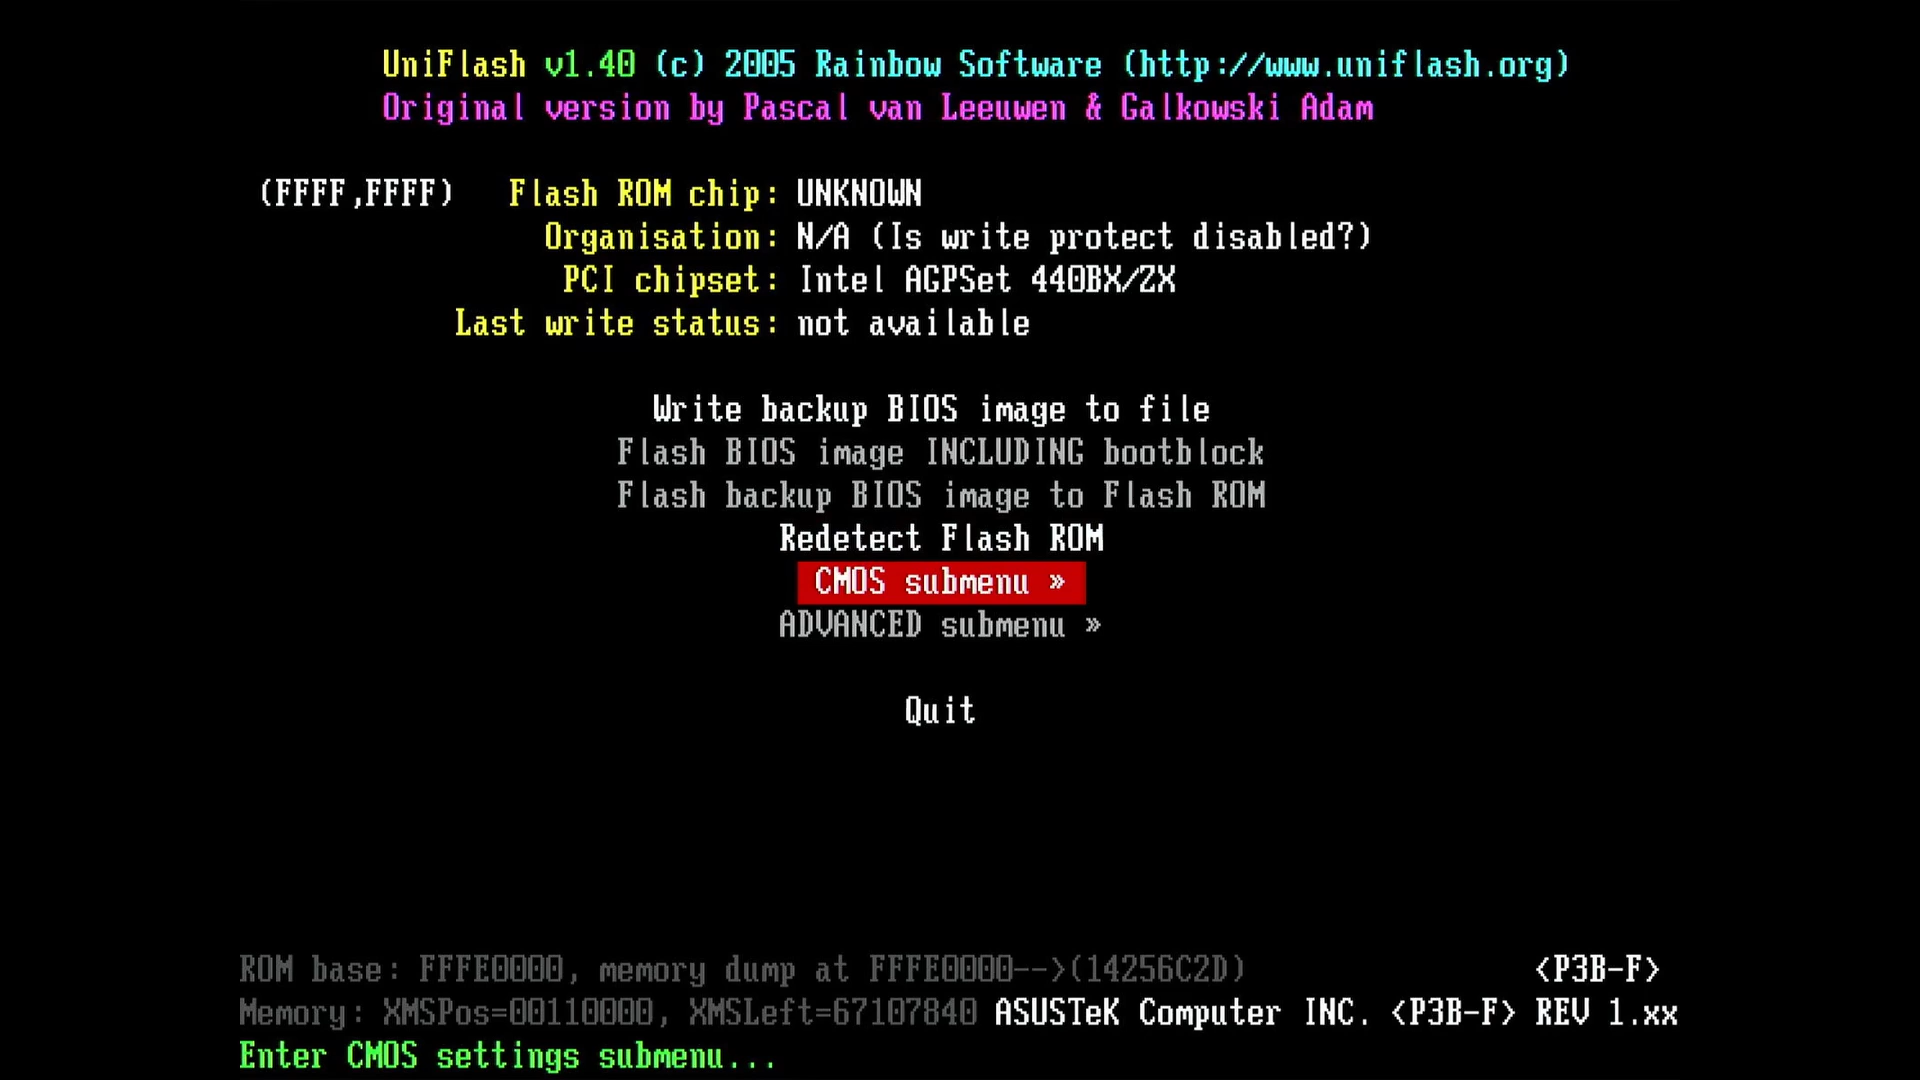 UniFlash v1.40 (c) 2005 Rainbow Software (http://www.uniflash.org)
Original version by Pascal van Leeuwen & Galkowski Adam
(FFFF,FFFF) Flash ROM chip: UNKNOWN
Organisation: N/A (Is write protect disabled?)
PCI chipset: Intel AGPSet 440BX/ZX
Last write status: not available
Write backup BIOS image to file
Flash BIOS image INCLUDING bootblock
Flash backup BIOS image to Flash ROM
Redetect Flash ROM
CMOS submenu »
ADVANCED submenu »
Quit
ROM base: FFFE0000, memory dump at FFFE0000-->(14256C2D) <P3B-F>
Memory: XMSPos=00110000, XMSLeft=67107840 ASUSTeK Computer INC. <P3B-F> REV 1.xx
Enter CMOS settings submenu...